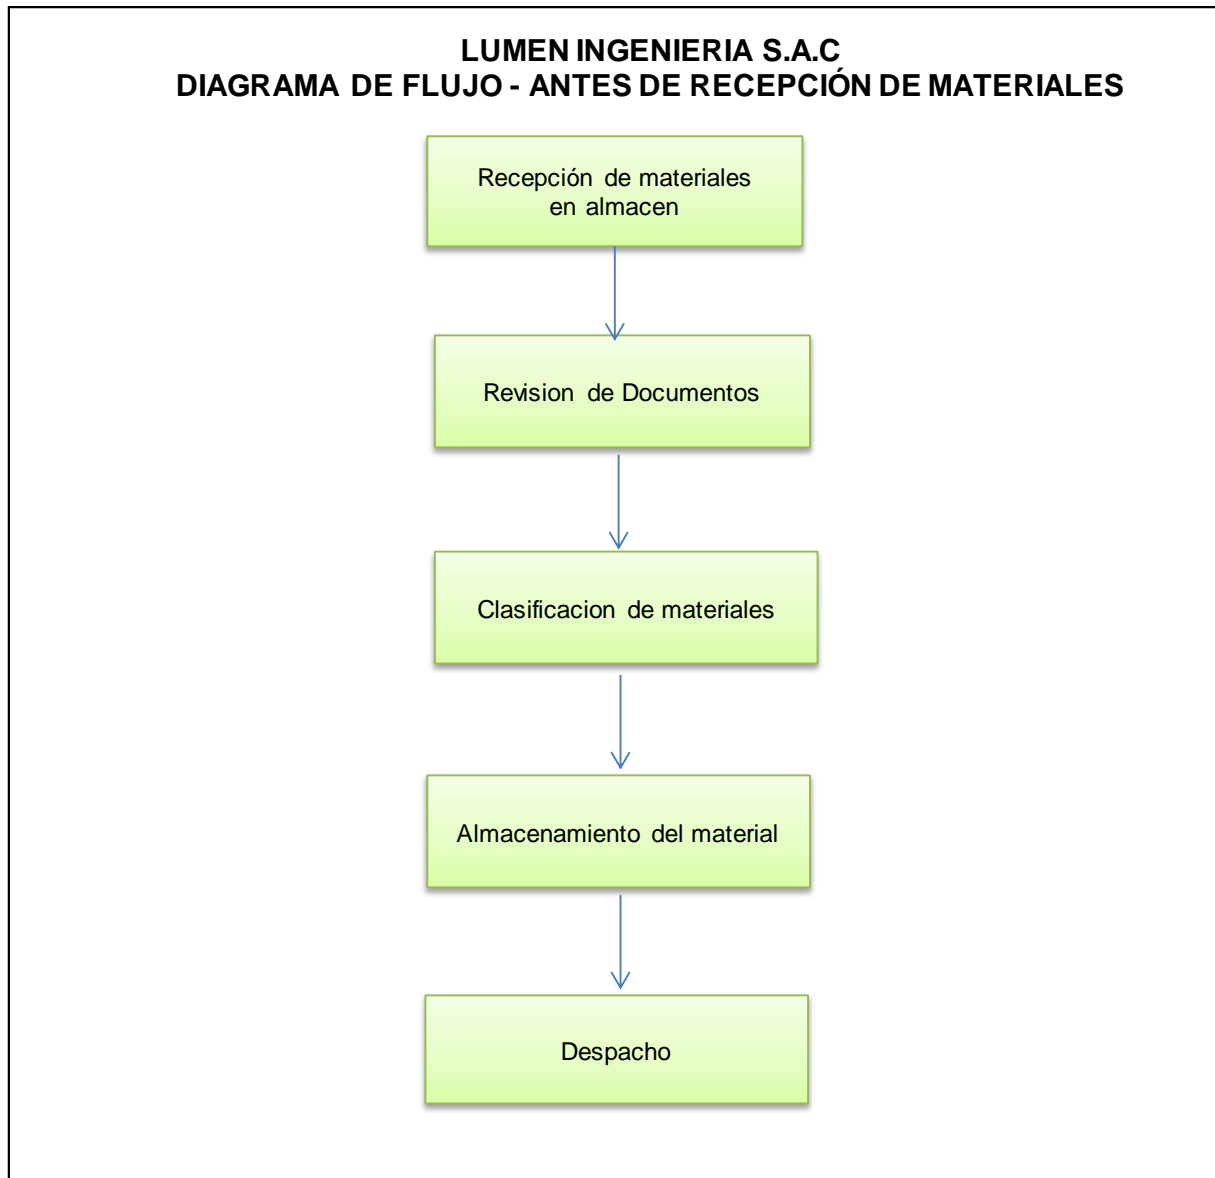 LUMEN INGENIERIA S.A.C
DIAGRAMA DE FLUJO - ANTES DE RECEPCIÓN DE MATERIALES
Recepción de materiales
en almacen
Revision de Documentos
Clasificacion de materiales
Almacenamiento del material
Despacho